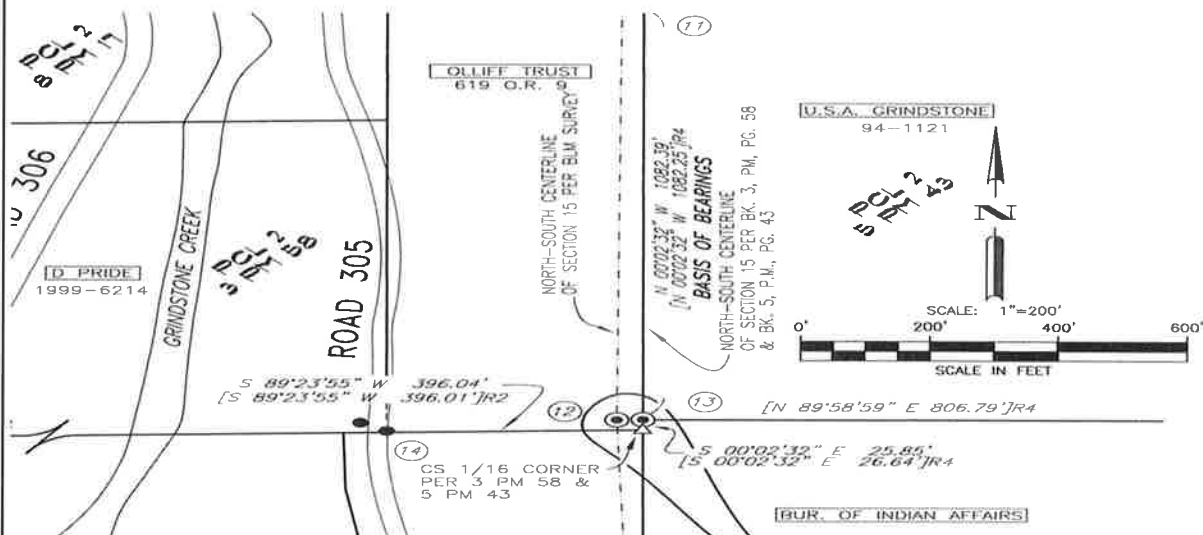 11
OLLIFF TRUST
619 O.R. 9
U.S.A. GRINDSTONE
94-1121
PCL 2
8 PM 17
PCL 2
5 PM 43
306
GRINDSTONE CREEK
PCL 2
3 PM 58
D PRIDE
1999-6214
ROAD 305
NORTH-SOUTH CENTERLINE
OF SECTION 15 PER BLM SURVEY
N 00°02'32" W 1082.39'
[N 00°02'32" W 1082.25']R4
BASIS OF BEARINGS
NORTH-SOUTH CENTERLINE
OF SECTION 15 PER BK. 3, PM, PG. 58
& BK. 5, P.M., PG. 43
N
SCALE: 1"=200'
0' 200' 400' 600'
SCALE IN FEET
S 89°23'55" W 396.04'
[S 89°23'55" W 396.01']R2
12
13
[N 89°58'59" E 806.79']R4
14
S 00°02'32" E 25.85'
[S 00°02'32" E 26.64']R4
CS 1/16 CORNER
PER 3 PM 58 &
5 PM 43
BUR. OF INDIAN AFFAIRS